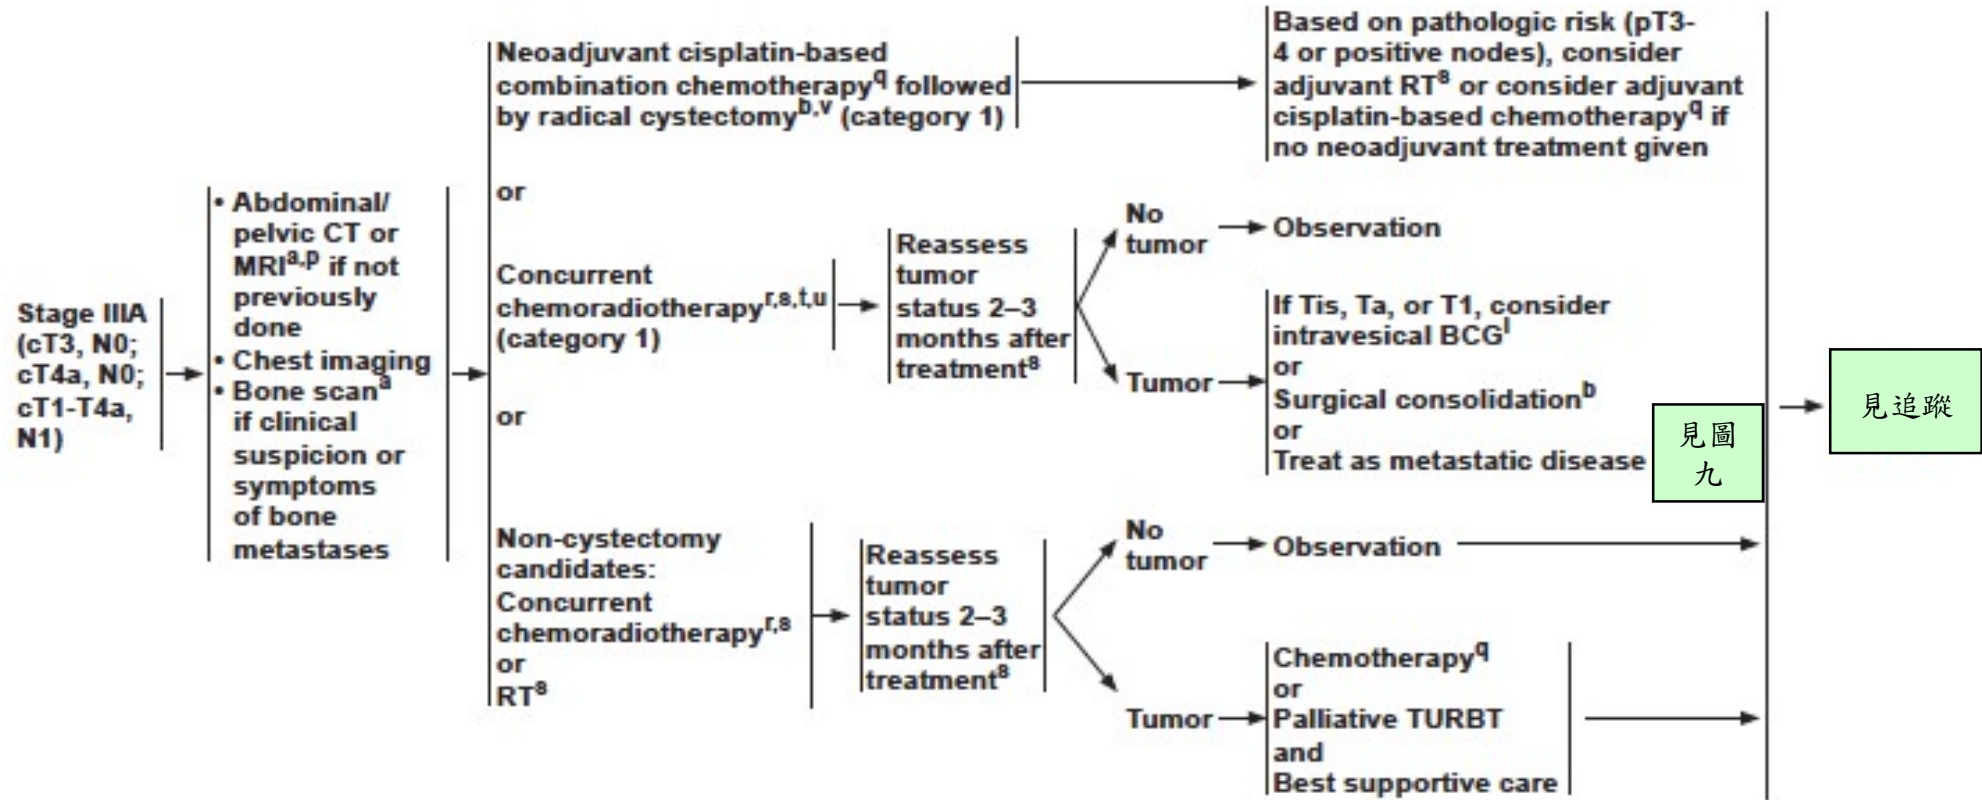 Stage IIIA
(cT3, N0;
cT4a, N0;
cT1-T4a,
N1)
• Abdominal/
pelvic CT or
MRIa,p if not
previously
done
• Chest imaging
• Bone scana
if clinical
suspicion or
symptoms
of bone
metastases
Neoadjuvant cisplatin-based
combination chemotherapyq followed
by radical cystectomyb,v (category 1)
or
Concurrent
chemoradiotherapyr,s,t,u
(category 1)
or
Non-cystectomy
candidates:
Concurrent
chemoradiotherapyr,s
or
RTs
Based on pathologic risk (pT3-
4 or positive nodes), consider
adjuvant RTs or consider adjuvant
cisplatin-based chemotherapyq if
no neoadjuvant treatment given
Reassess
tumor
status 2–3
months after
treatments
No
tumor
Observation
Tumor
If Tis, Ta, or T1, consider
intravesical BCGl
or
Surgical consolidationb
or
Treat as metastatic disease
見圖
九
Reassess
tumor
status 2–3
months after
treatments
No
tumor
Observation
Tumor
Chemotherapyq
or
Palliative TURBT
and
Best supportive care
見追蹤